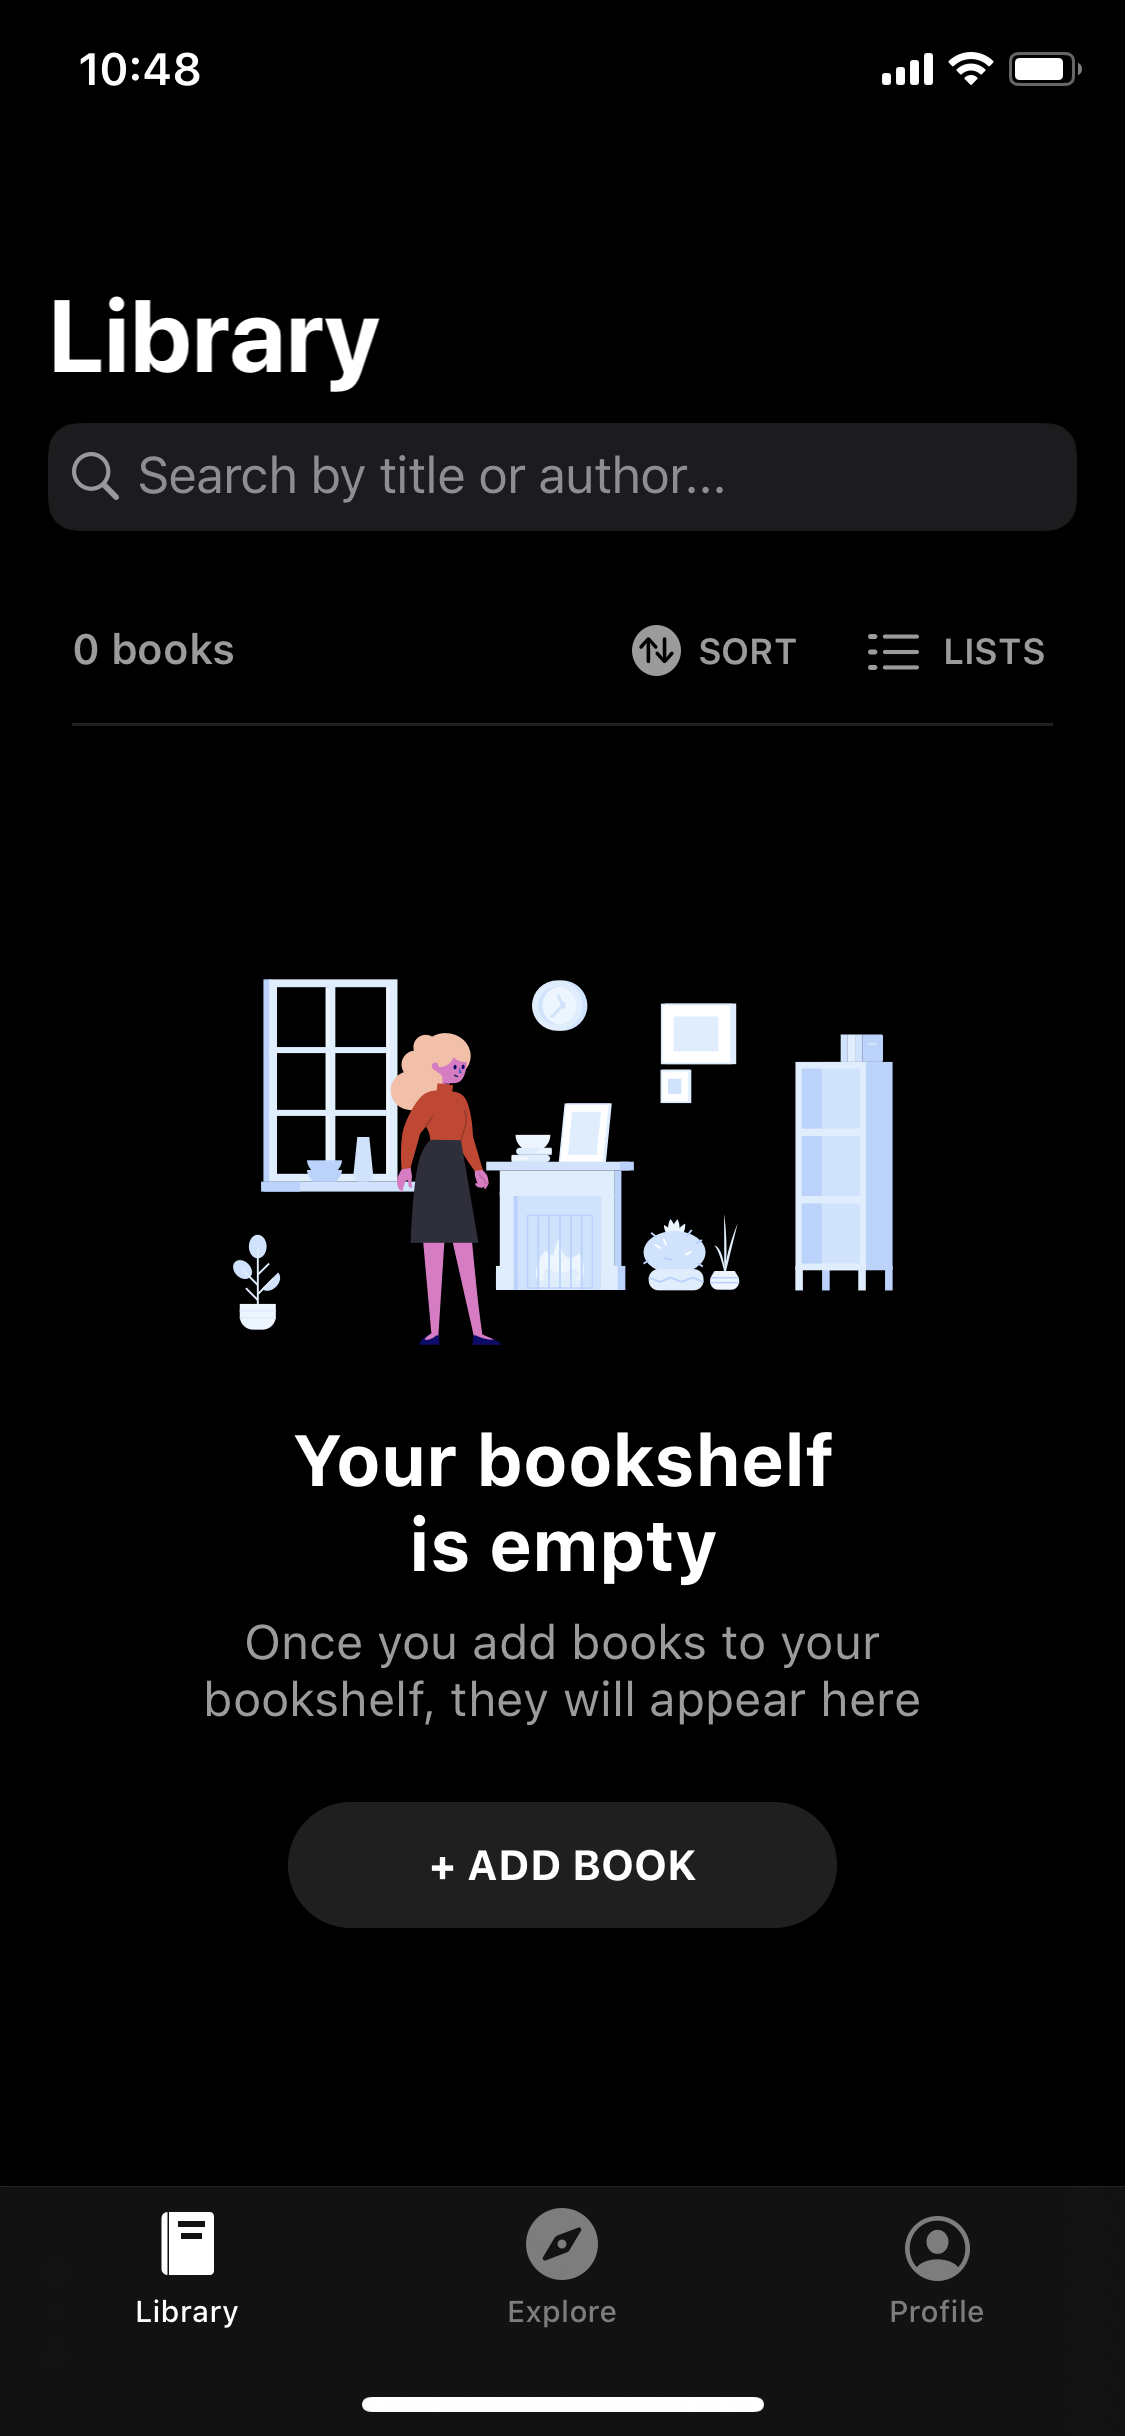 10:48
Library
Search by title or author...
0 books
SORT
LISTS
Your bookshelf
is empty
Once you add books to your
bookshelf, they will appear here
+ ADD BOOK
Library
Explore
Profile